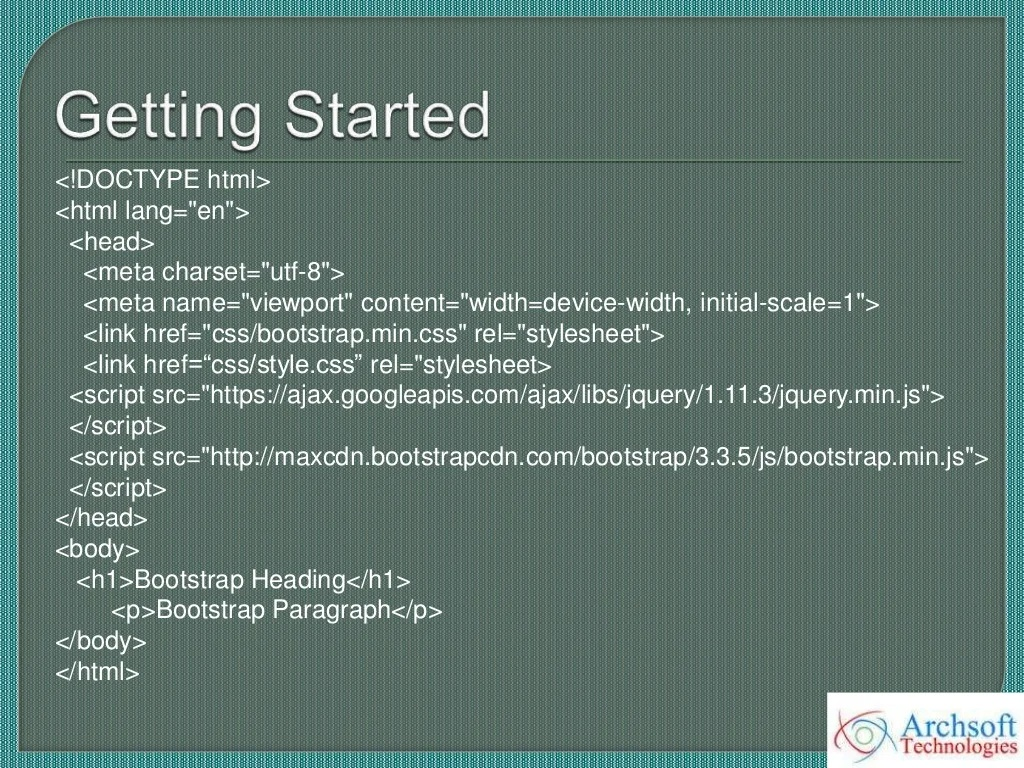 Getting Started
<!DOCTYPE html>
<html lang="en">
<head>
<meta charset="utf-8">
<meta name="viewport" content="width=device-width, initial-scale=1">
<link href="css/bootstrap.min.css" rel="stylesheet">
<link href=“css/style.css” rel="stylesheet>
<script src="https://ajax.googleapis.com/ajax/libs/jquery/1.11.3/jquery.min.js">
</script>
<script src="http://maxcdn.bootstrapcdn.com/bootstrap/3.3.5/js/bootstrap.min.js">
</script>
</head>
<body>
<h1>Bootstrap Heading</h1>
<p>Bootstrap Paragraph</p>
</body>
</html>
Archsoft
Technologies